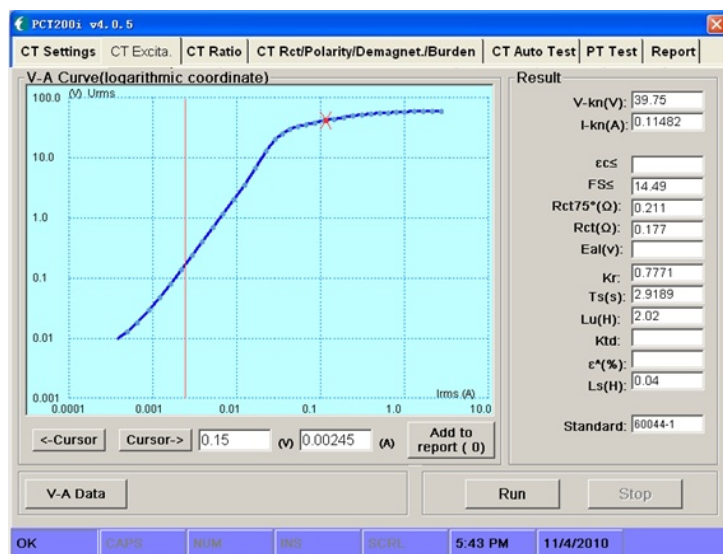 PCT200i v4.0.5
CT Settings CT Excita. CT Ratio CT Rct/Polarity/Demagnet./Burden CT Auto Test PT Test Report
V-A Curve(logarithmic coordinate)
(V) Urms
100.0
10.0
1.0
0.1
0.01
0.001
Irms (A)
0.0001 0.001 0.01 0.1 1.0 10.0
<-Cursor Cursor-> 0.15 (V) 0.00245 (A) Add to
report ( 0)
V-A Data
Result
V-kn(V): 39.75
I-kn(A): 0.11482
εc≤
FS≤ 14.49
Rct75*(Ω): 0.211
Rct(Ω): 0.177
Eal(v):
Kr: 0.7771
Ts(s): 2.9189
Lu(H): 2.02
Ktd:
ε*(%):
Ls(H): 0.04
Standard: 60044-1
Run Stop
OK CAPS NUM INS SCRL 5:43 PM 11/4/2010